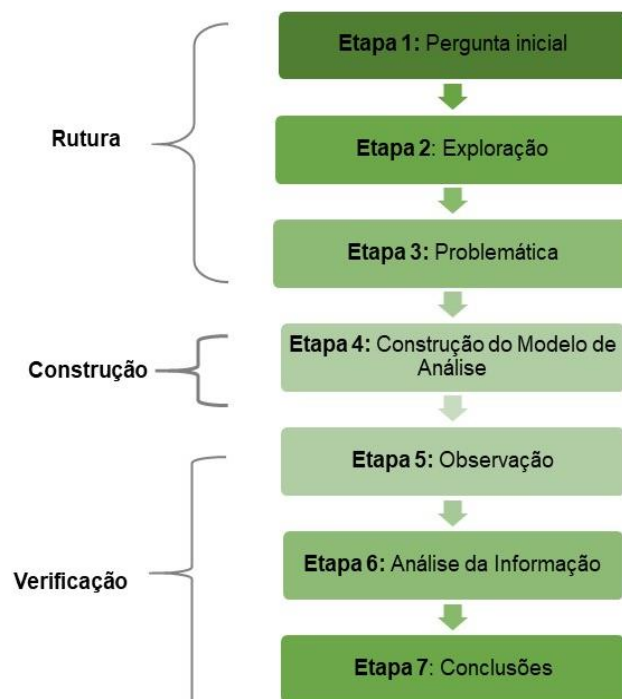 Etapa 1: Pergunta inicial
Rutura
Etapa 2: Exploração
Etapa 3: Problemática
Etapa 4: Construção do Modelo de
Análise
Construção
Etapa 5: Observação
Etapa 6: Análise da Informação
Verificação
Etapa 7: Conclusões